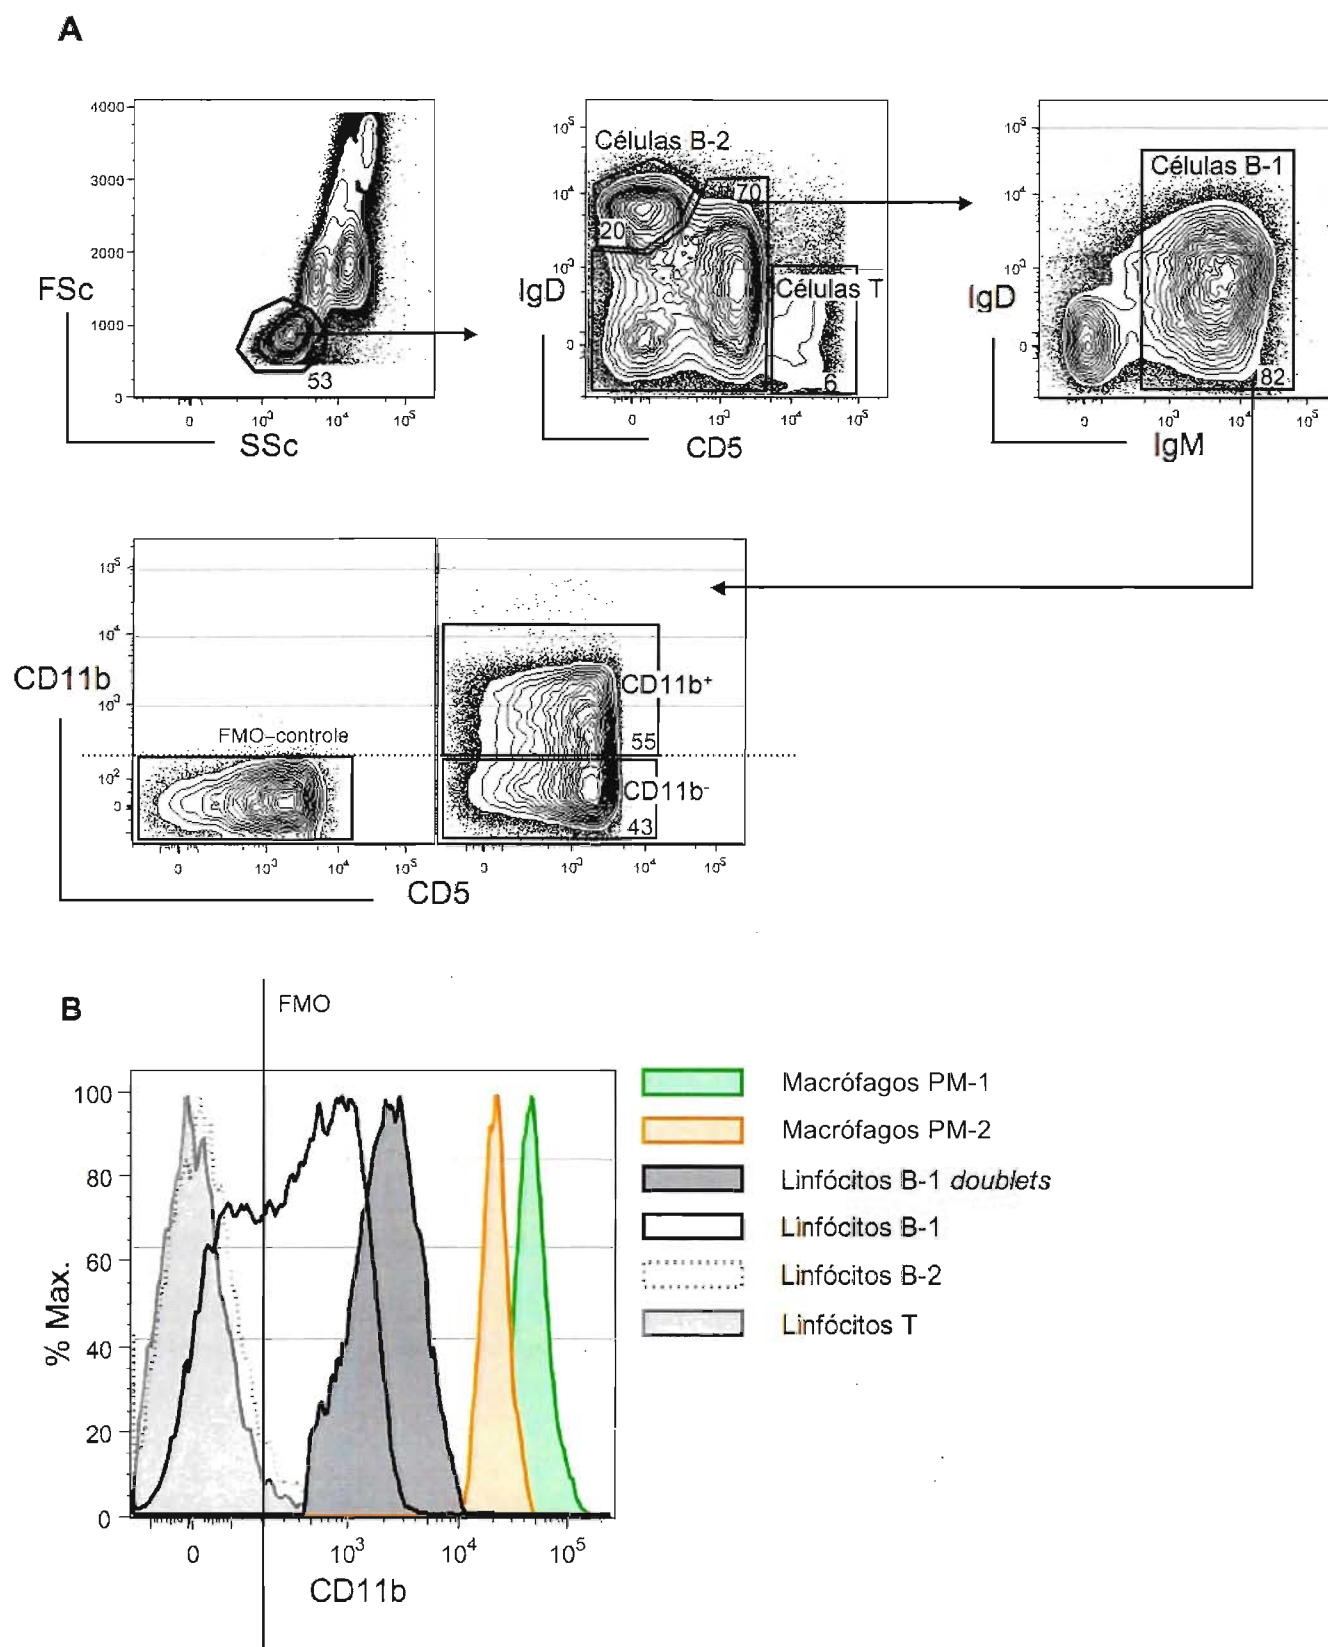 A
4000
3000
2000
1000
0
FSc
53
0
10³
10⁴
10⁵
SSc
10⁵
10⁴
10³
0
IgD
Células B-2
20
70
Células T
6
0
10³
10⁴
10⁵
CD5
10⁵
10⁴
10³
0
IgD
Células B-1
82
0
10³
10⁴
10⁵
IgM
10⁵
10⁴
10³
10²
0
CD11b
FMO-controle
CD11b⁺
55
CD11b⁻
43
0
10³
10⁴
10⁵
0
10³
10⁴
10⁵
CD5
B
FMO
100
80
60
40
20
0
% Max.
0
10³
10⁴
10⁵
CD11b
Macrófagos PM-1
Macrófagos PM-2
Linfócitos B-1 doublets
Linfócitos B-1
Linfócitos B-2
Linfócitos T